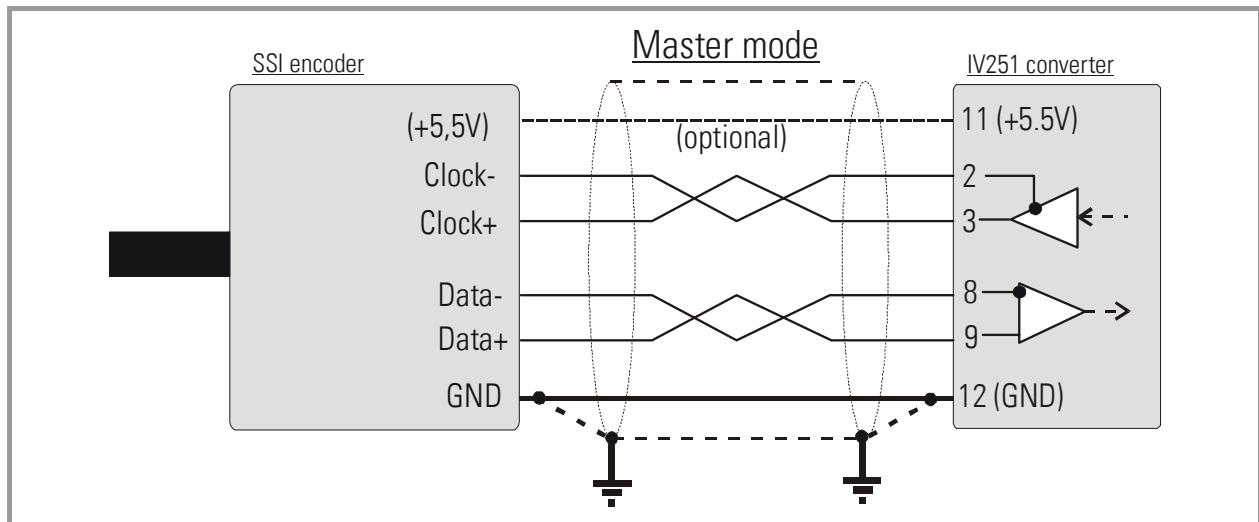 Master mode
SSI encoder
IV251 converter
(+5,5V)
11 (+5.5V)
(optional)
Clock-
2
Clock+
3
Data-
8
Data+
9
GND
12 (GND)